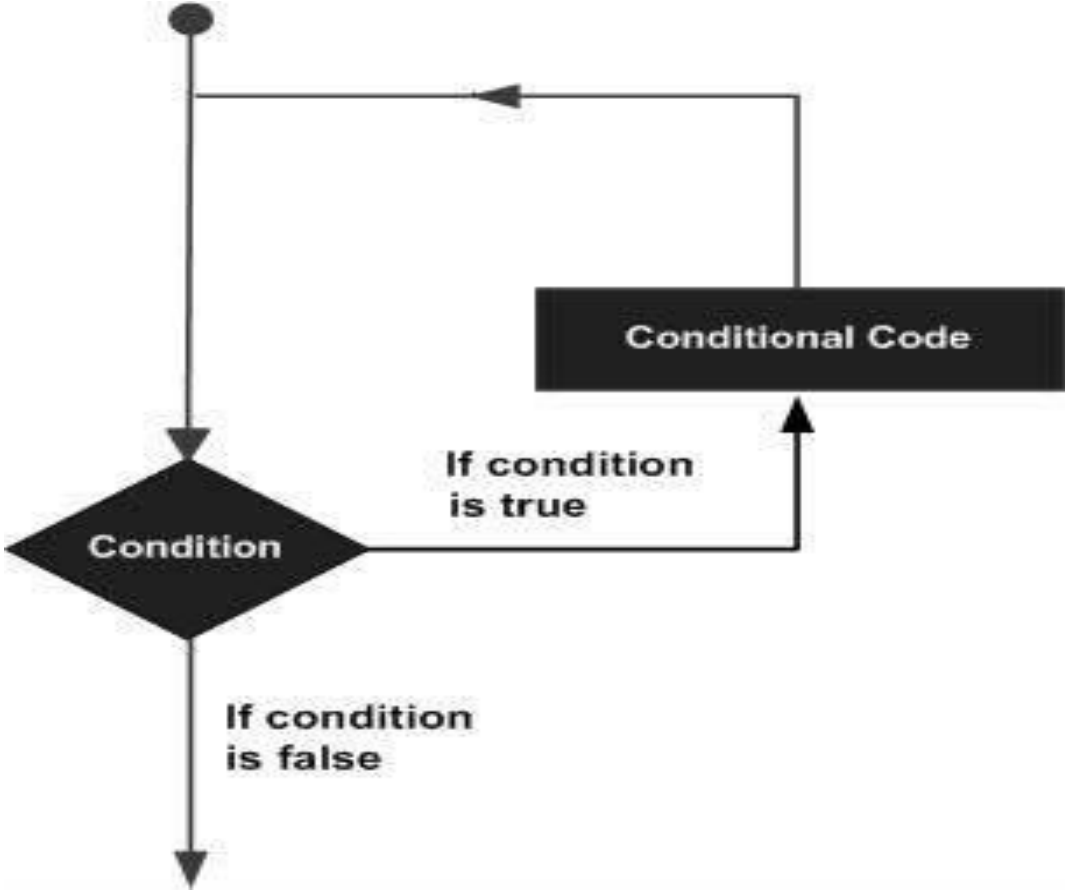 Conditional Code
If condition
is true
Condition
If condition
is false